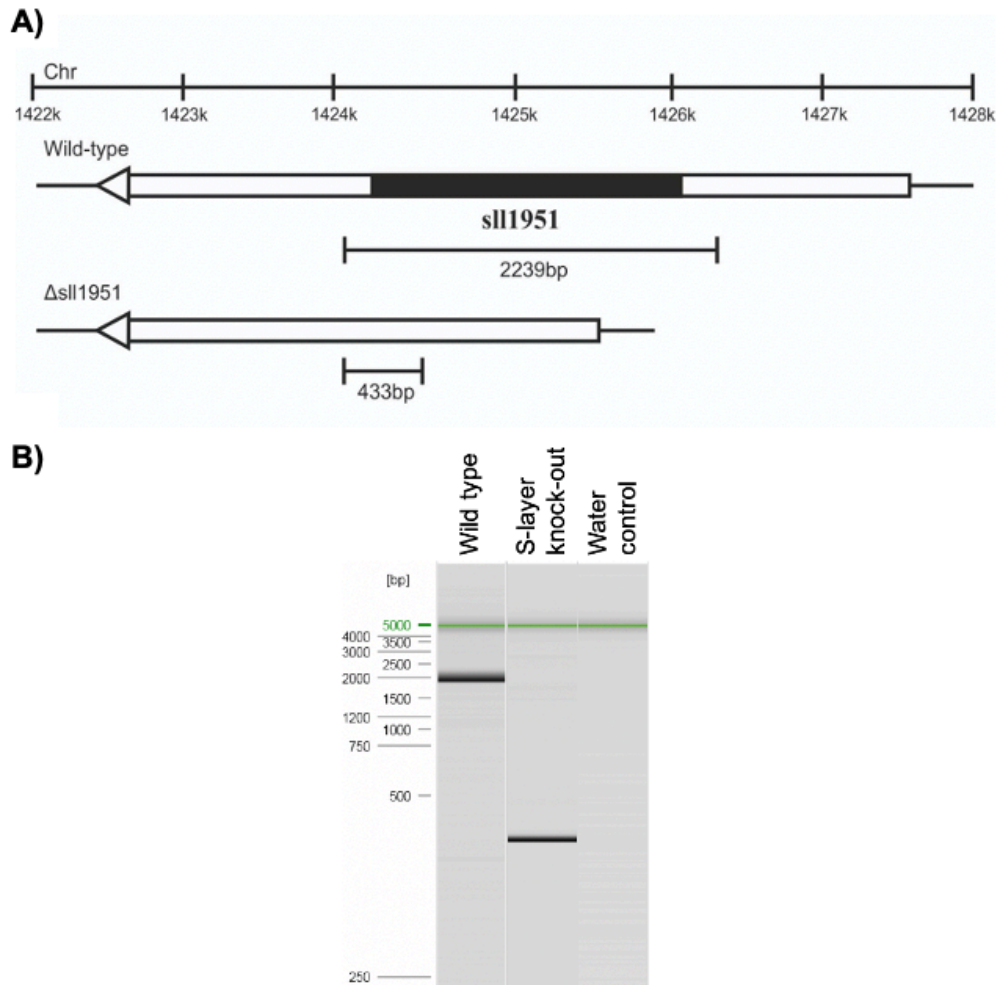 A)
Chr
1422k 1423k 1424k 1425k 1426k 1427k 1428k
Wild-type
sll1951
2239bp
Δsll1951
433bp
B)
Wild type
S-layer
knock-out
Water
control
[bp]
5000
4000
3500
3000
2500
2000
1500
1200
1000
750
500
250